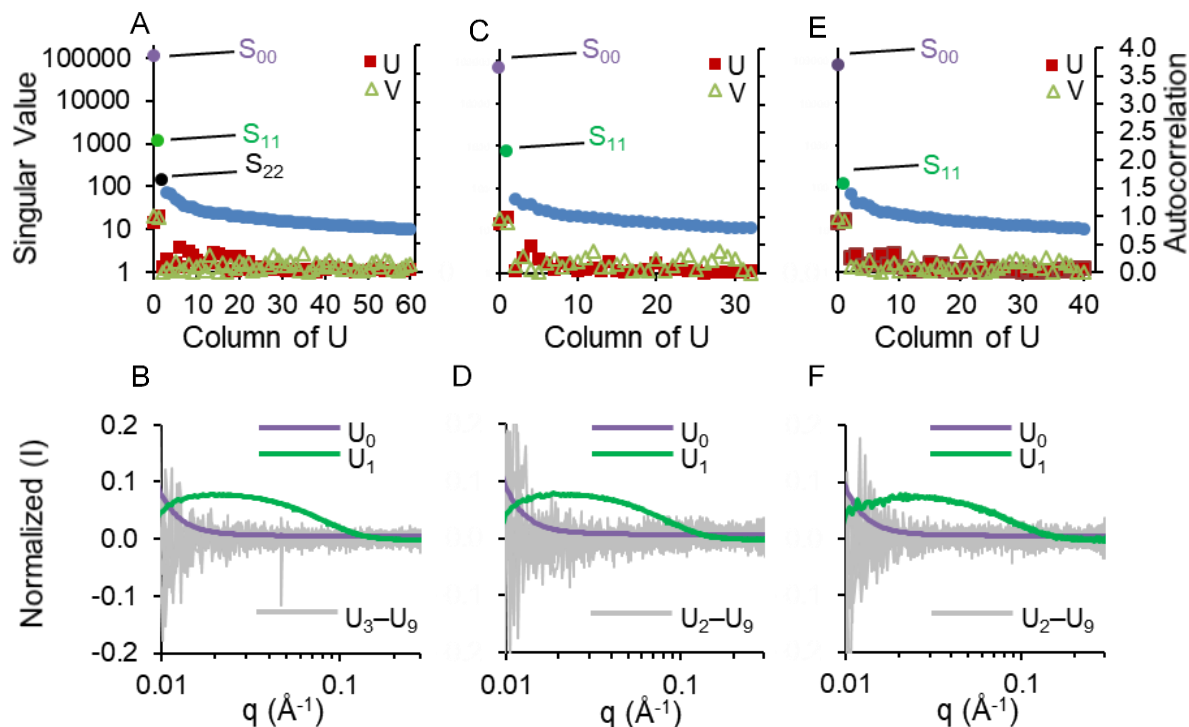 A
C
E
Singular Value
100000
10000
1000
100
10
1
S₀₀
S₁₁
S₂₂
U
V
0 10 20 30 40 50 60
Column of U
S₀₀
S₁₁
U
V
0 10 20 30
Column of U
S₀₀
S₁₁
U
V
0 10 20 30 40
Column of U
4.0
3.5
3.0
2.5
2.0
1.5
1.0
0.5
0.0
Autocorrelation
B
D
F
Normalized (I)
0.2
0.1
0.0
-0.1
-0.2
U₀
U₁
U₃–U₉
0.01 0.1
q (Å⁻¹)
U₀
U₁
U₂–U₉
0.01 0.1
q (Å⁻¹)
U₀
U₁
U₂–U₉
0.01 0.1
q (Å⁻¹)